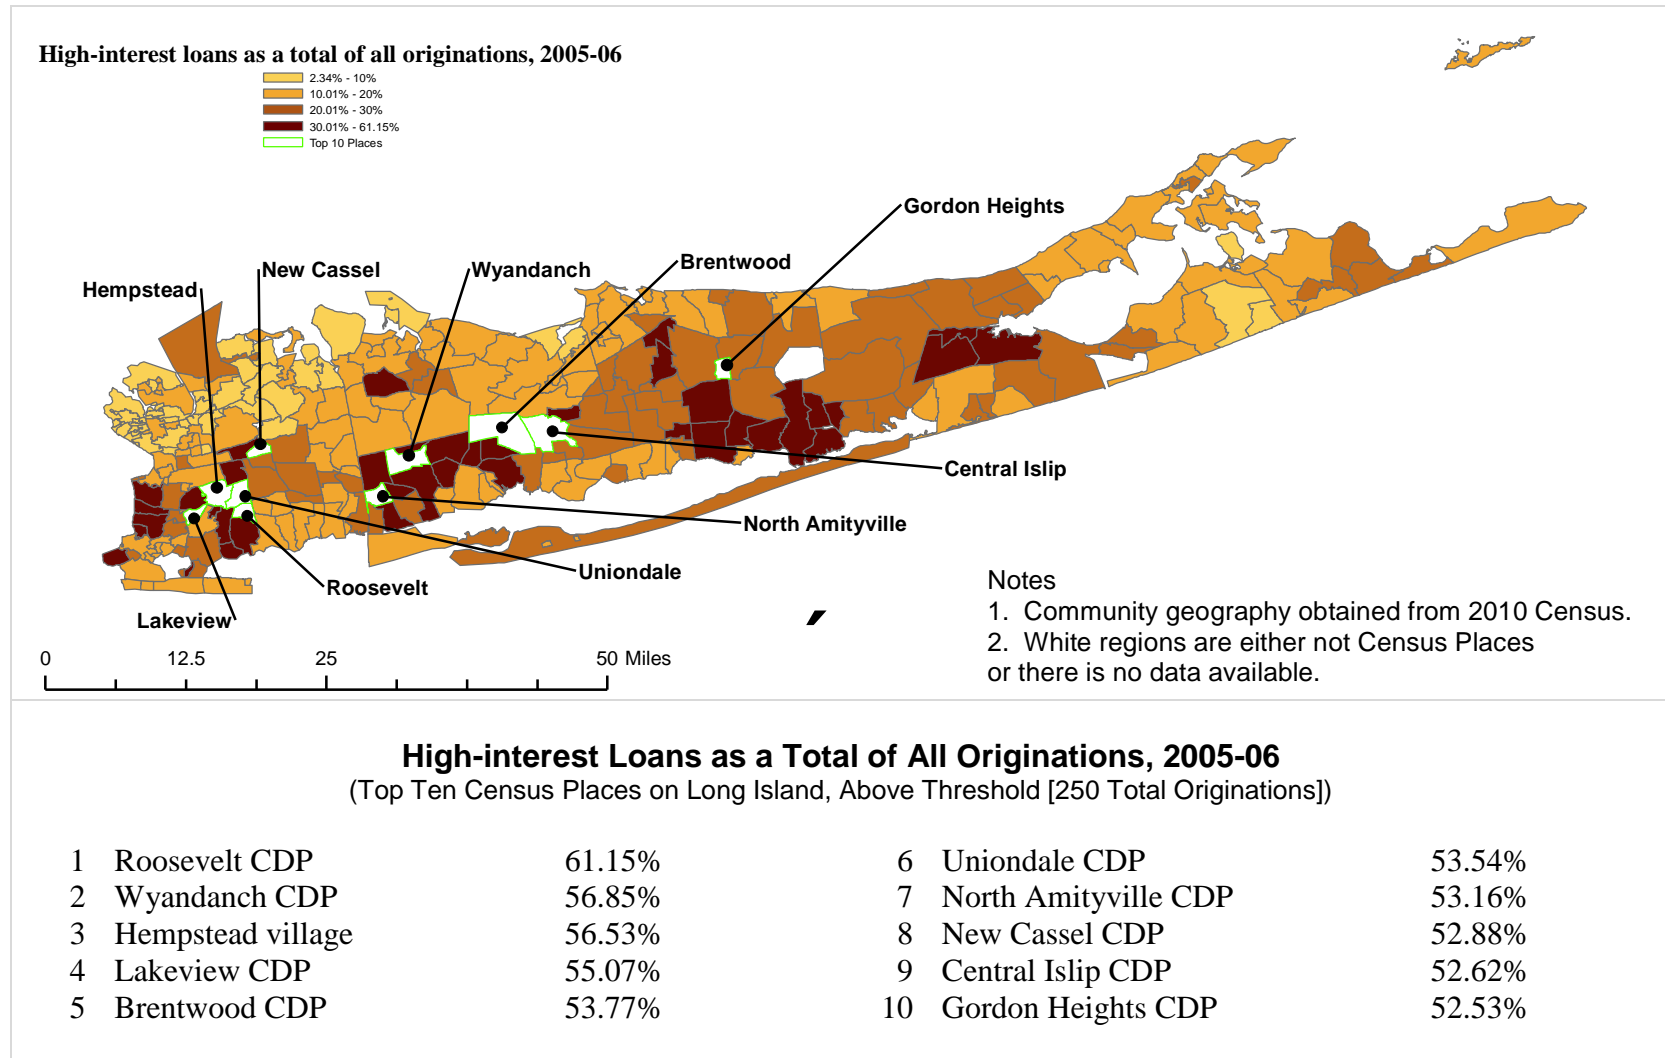 High-interest loans as a total of all originations, 2005-06
2.34% - 10%
10.01% - 20%
20.01% - 30%
30.01% - 61.15%
Top 10 Places
Gordon Heights
Brentwood
Wyandanch
New Cassel
Hempstead
Central Islip
North Amityville
Uniondale
Roosevelt
Lakeview
0 12.5 25 50 Miles
Notes
1. Community geography obtained from 2010 Census.
2. White regions are either not Census Places
or there is no data available.
High-interest Loans as a Total of All Originations, 2005-06
(Top Ten Census Places on Long Island, Above Threshold [250 Total Originations])
1 Roosevelt CDP 61.15% 6 Uniondale CDP 53.54%
2 Wyandanch CDP 56.85% 7 North Amityville CDP 53.16%
3 Hempstead village 56.53% 8 New Cassel CDP 52.88%
4 Lakeview CDP 55.07% 9 Central Islip CDP 52.62%
5 Brentwood CDP 53.77% 10 Gordon Heights CDP 52.53%